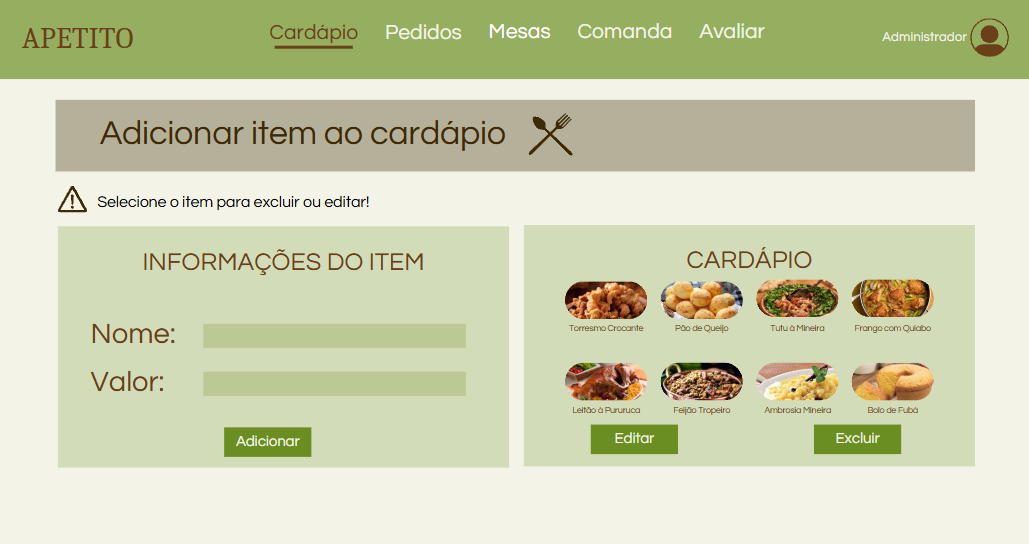 APETITO
Cardápio Pedidos Mesas Comanda Avaliar
Administrador
Adicionar item ao cardápio
Selecione o item para excluir ou editar!
INFORMAÇÕES DO ITEM
Nome:
Valor:
Adicionar
CARDÁPIO
Torresmo Crocante Pão de Queijo Tutu à Mineira Frango com Quiabo
Leitão à Pururuca Feijão Tropeiro Ambrosia Mineira Bolo de Fubá
Editar Excluir